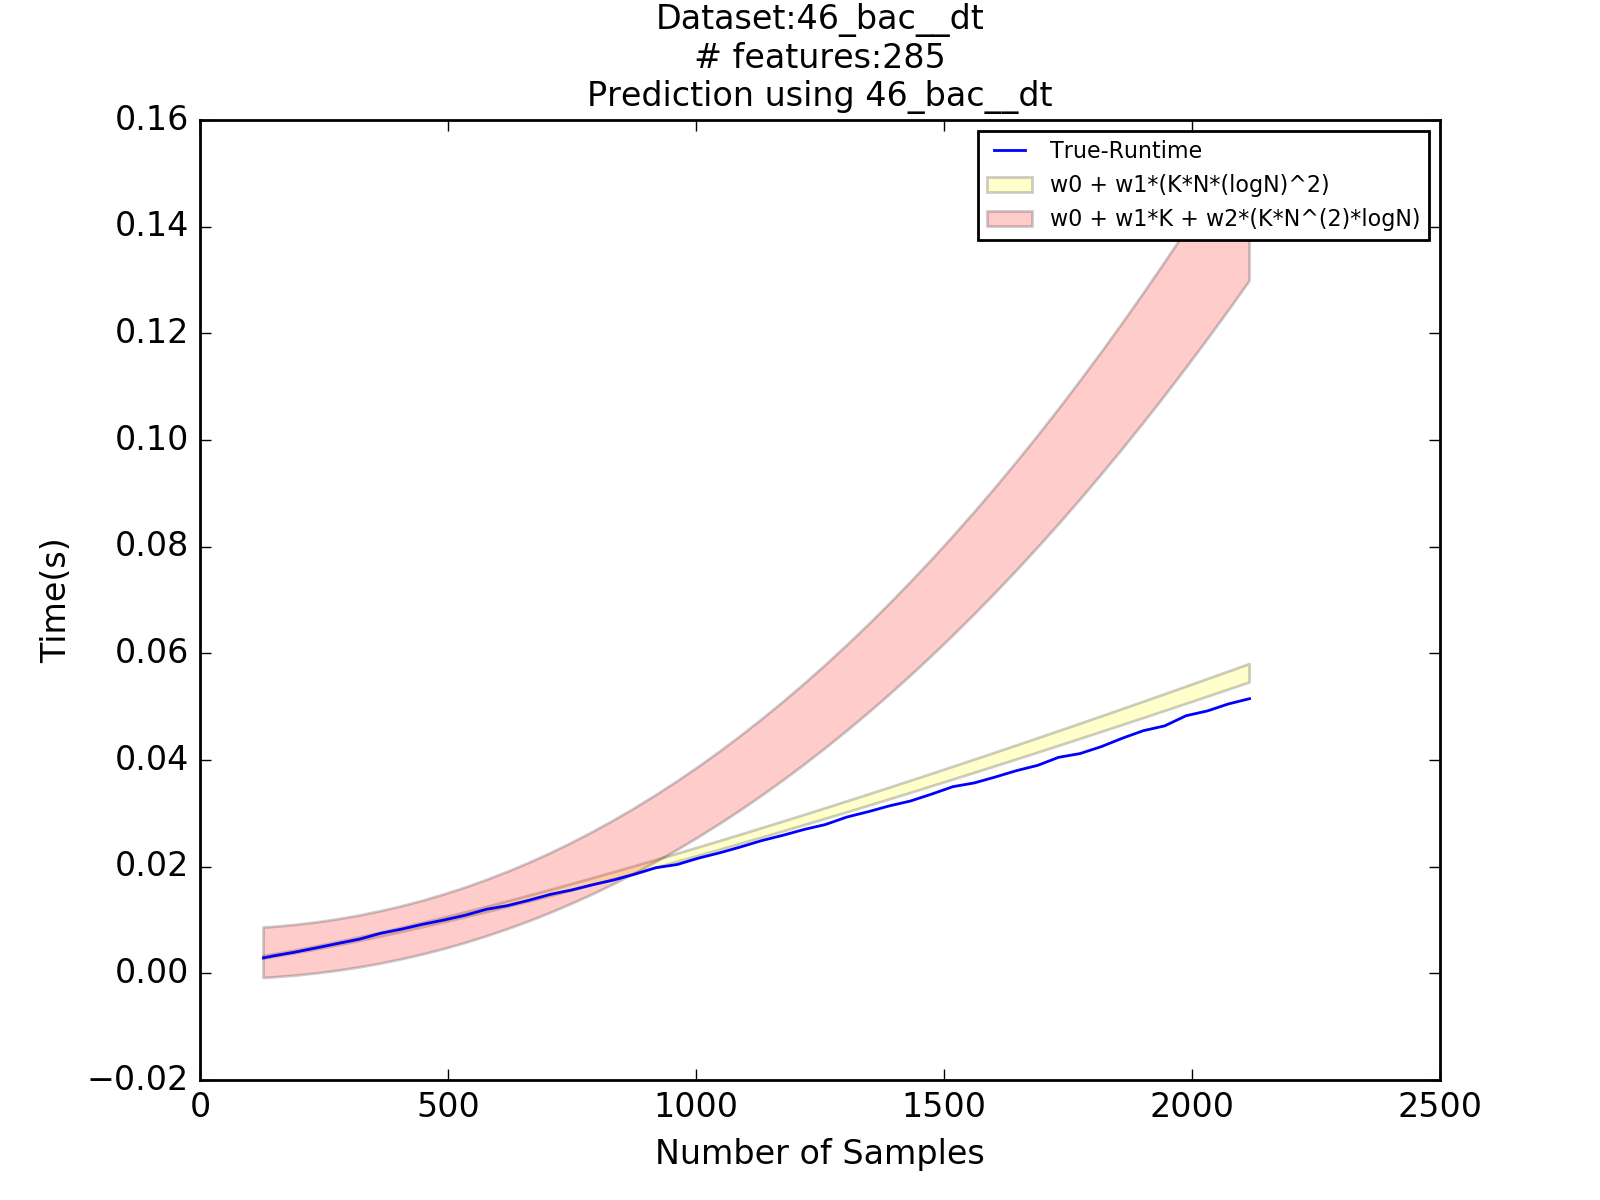 Dataset:46_bac__dt
# features:285
Prediction using 46_bac__dt
0.16
0.14
0.12
0.10
0.08
0.06
0.04
0.02
0.00
−0.02
Time(s)
True-Runtime
w0 + w1*(K*N*(logN)^2)
w0 + w1*K + w2*(K*N^(2)*logN)
0 500 1000 1500 2000 2500
Number of Samples